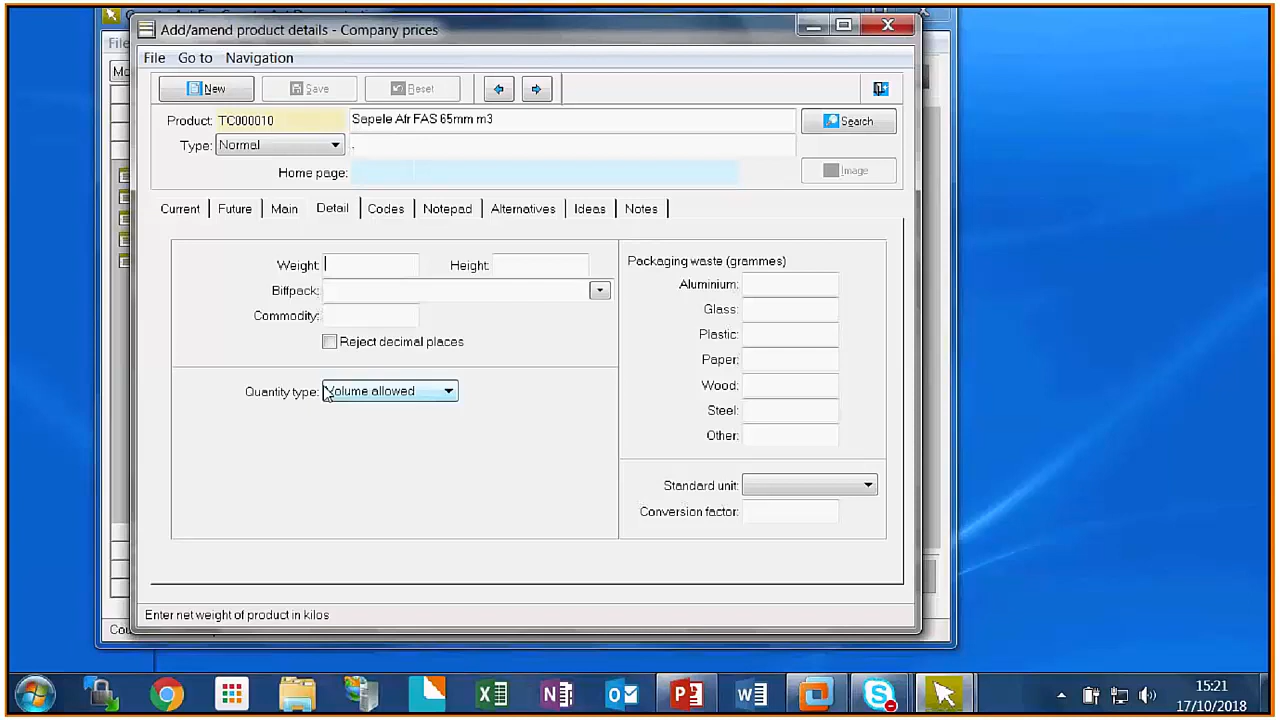 Add/amend product details - Company prices
File Go to Navigation
New Save Reset
Product: TC000010 Sapele Afr FAS 65mm m3 Search
Type: Normal .
Home page: Image
Current Future Main Detail Codes Notepad Alternatives Ideas Notes
Weight: Height: Packaging waste (grammes)
Biffpack: Aluminium:
Commodity: Glass:
Reject decimal places Plastic:
Paper:
Quantity type: Volume allowed Wood:
Steel:
Other:
Standard unit:
Conversion factor:
Enter net weight of product in kilos
15:21
17/10/2018